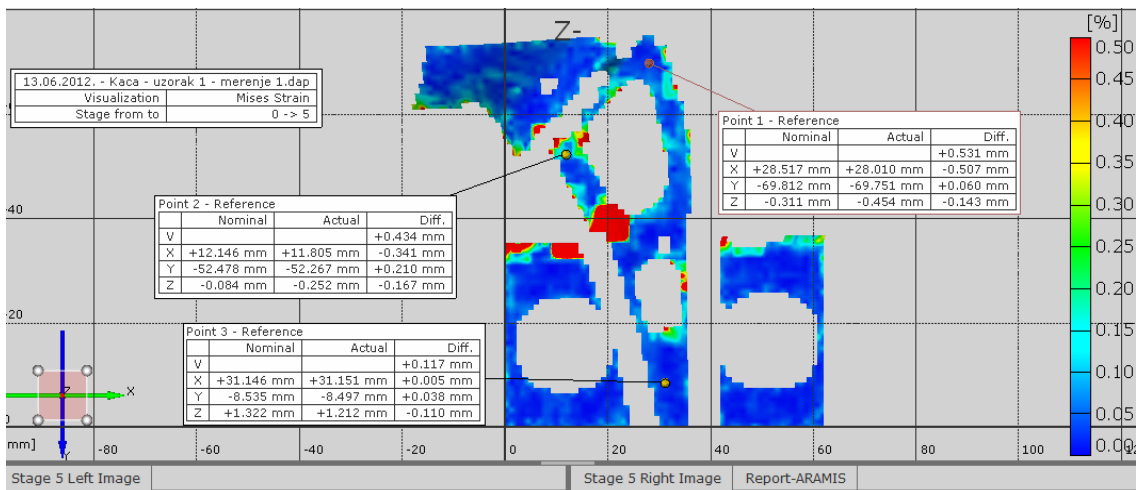 [%]
Z-
0.50
0.45
0.40
0.35
0.30
0.25
0.20
0.15
0.10
0.05
0.00
13.06.2012. - Kaca - uzorak 1 - merenje 1.dap
Visualization Mises Strain
Stage from to 0 -> 5
Point 1 - Reference
Nominal Actual Diff.
V +0.531 mm
X +28.517 mm +28.010 mm -0.507 mm
Y -69.812 mm -69.751 mm +0.060 mm
Z -0.311 mm -0.454 mm -0.143 mm
Point 2 - Reference
Nominal Actual Diff.
V +0.434 mm
X +12.146 mm +11.805 mm -0.341 mm
Y -52.478 mm -52.267 mm +0.210 mm
Z -0.084 mm -0.252 mm -0.167 mm
Point 3 - Reference
Nominal Actual Diff.
V +0.117 mm
X +31.146 mm +31.151 mm +0.005 mm
Y -8.535 mm -8.497 mm +0.038 mm
Z +1.322 mm +1.212 mm -0.110 mm
-40
-20
Z X
0
mm] -80 -60 -40 -20 0 20 40 60 80 100
Y
Stage 5 Left Image Stage 5 Right Image Report-ARAMIS